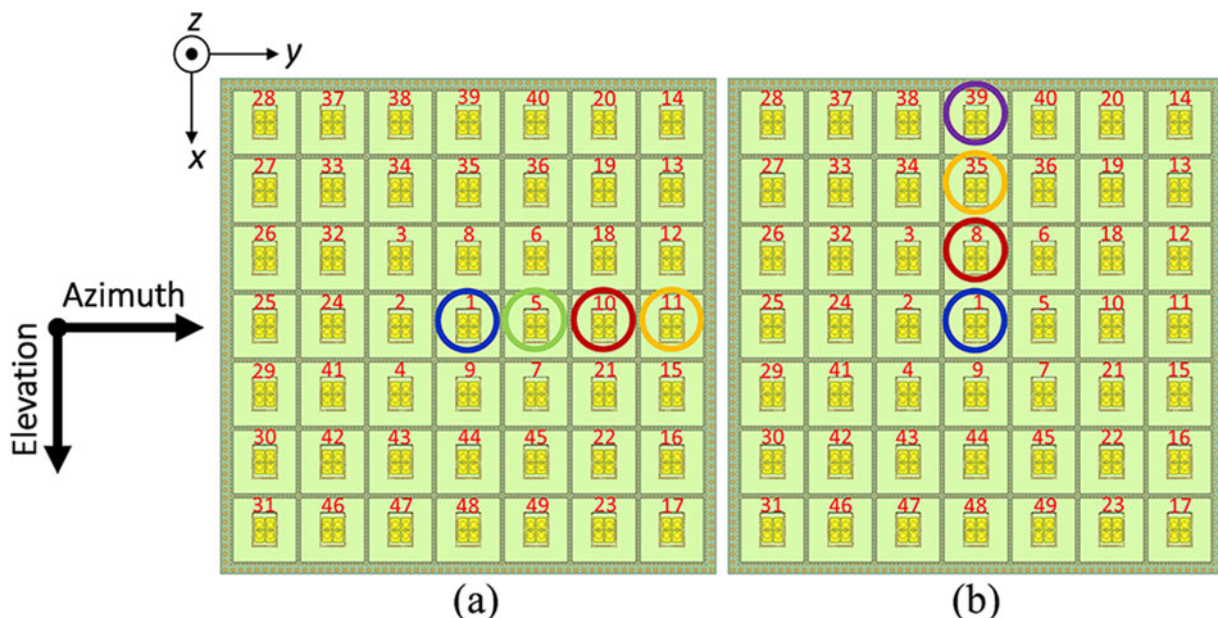 z
y
x
28 37 38 39 40 20 14 28 37 38 39 40 20 14
27 33 34 35 36 19 13 27 33 34 35 36 19 13
26 32 3 8 6 18 12 26 32 3 8 6 18 12
Azimuth
25 24 2 1 5 10 11 25 24 2 1 5 10 11
Elevation
29 41 4 9 7 21 15 29 41 4 9 7 21 15
30 42 43 44 45 22 16 30 42 43 44 45 22 16
31 46 47 48 49 23 17 31 46 47 48 49 23 17
(a) (b)